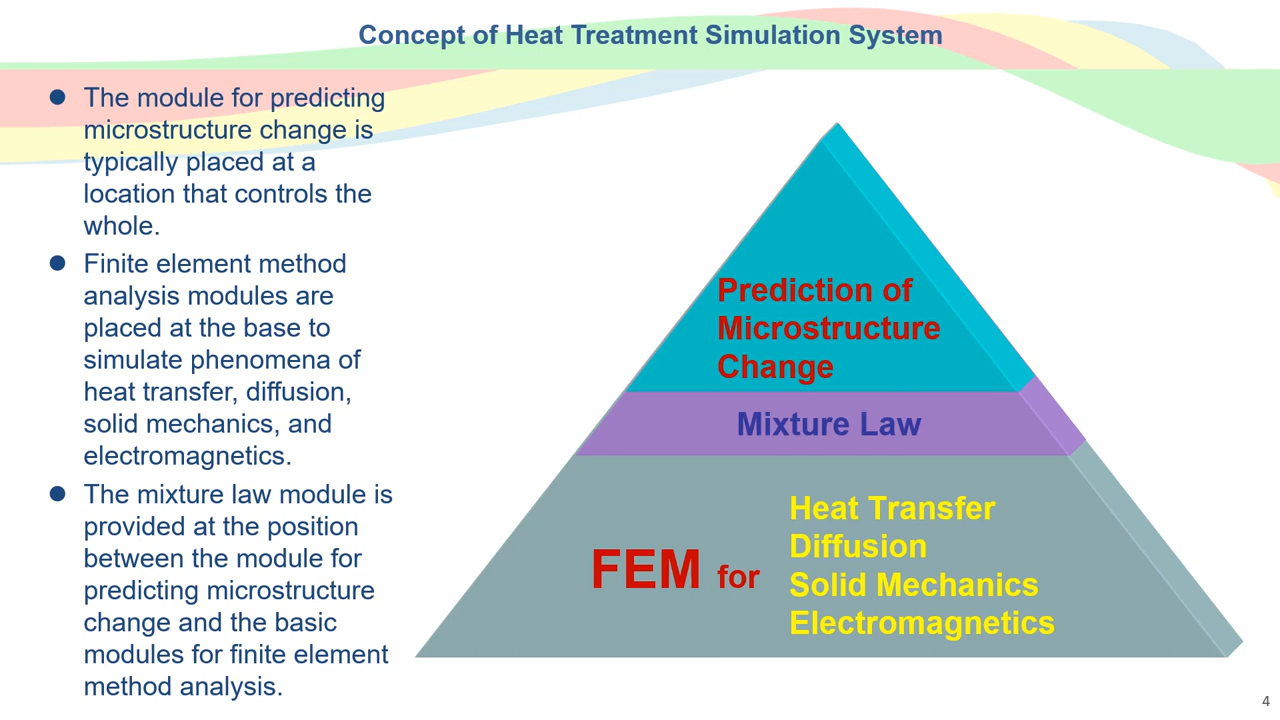 Concept of Heat Treatment Simulation System
● The module for predicting
microstructure change is
typically placed at a
location that controls the
whole.
● Finite element method
analysis modules are
placed at the base to
simulate phenomena of
heat transfer, diffusion,
solid mechanics, and
electromagnetics.
● The mixture law module is
provided at the position
between the module for
predicting microstructure
change and the basic
modules for finite element
method analysis.
Prediction of
Microstructure
Change
Mixture Law
FEM for
Heat Transfer
Diffusion
Solid Mechanics
Electromagnetics
4